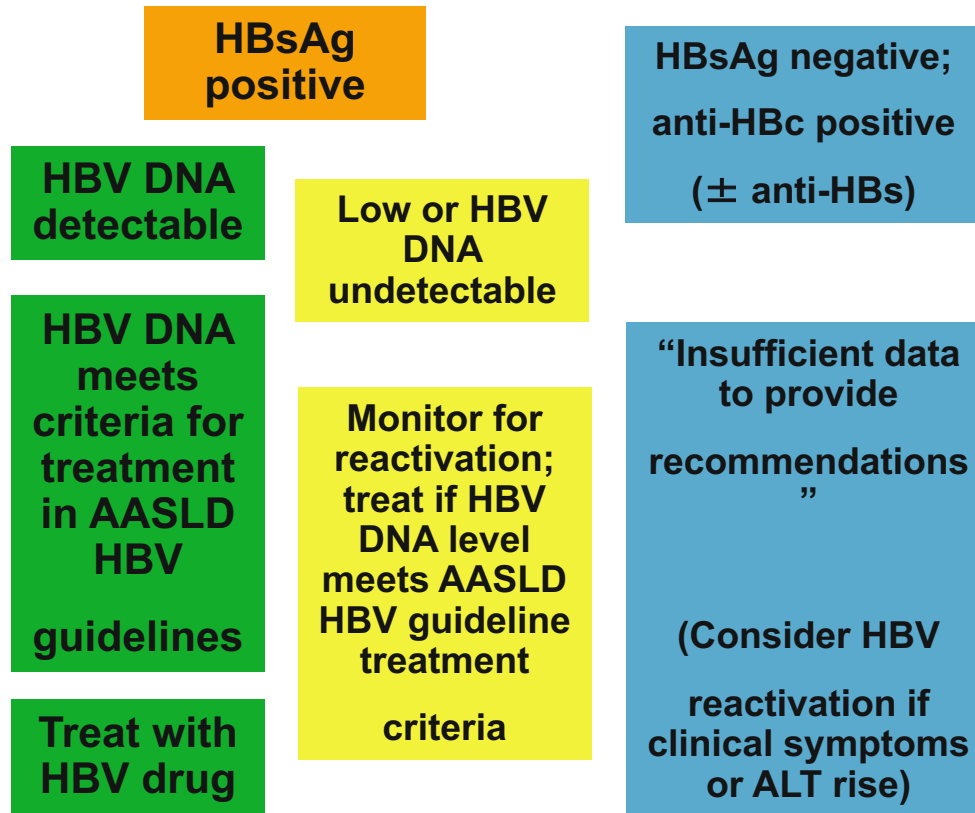 HBsAg
positive
HBV DNA
detectable
HBV DNA
meets
criteria for
treatment
in AASLD
HBV
guidelines
Treat with
HBV drug
Low or HBV
DNA
undetectable
Monitor for
reactivation;
treat if HBV
DNA level
meets AASLD
HBV guideline
treatment
criteria
HBsAg negative;
anti-HBc positive
(± anti-HBs)
“Insufficient data
to provide
recommendations
”
(Consider HBV
reactivation if
clinical symptoms
or ALT rise)